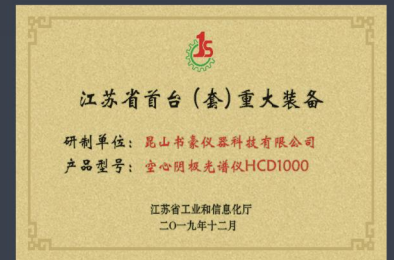 JS
江苏省首台(套)重大装备
研制单位：昆山书豪仪器科技有限公司
产品型号：空心阴极光谱仪HCD1000
江苏省工业和信息化厅
二〇一九年十二月